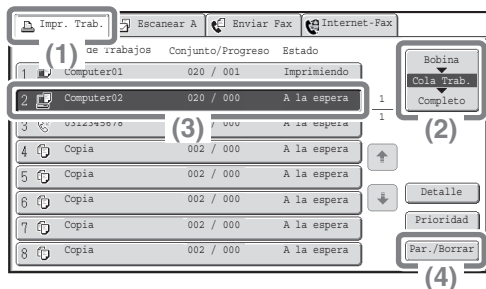 Impr. Trab. Escanear A Enviar Fax Internet-Fax
(1) de Trabajos Conjunto/Progreso Estado
1 Computer01 020 / 001 Imprimiendo
2 Computer02 020 / 000 A la espera
3 0312345678 002 / 000 A la espera
(3)
4 Copia 002 / 000 A la espera
5 Copia 002 / 000 A la espera
6 Copia 002 / 000 A la espera
7 Copia 002 / 000 A la espera
8 Copia 002 / 000 A la espera
1
1
Bobina
Cola Trab.
Completo
(2)
Detalle
Prioridad
Par./Borrar
(4)